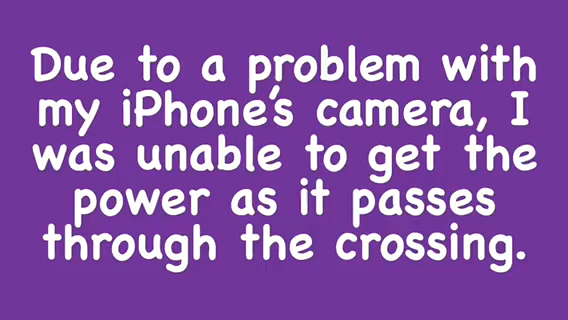 Due to a problem with
my iPhone's camera, I
was unable to get the
power as it passes
through the crossing.